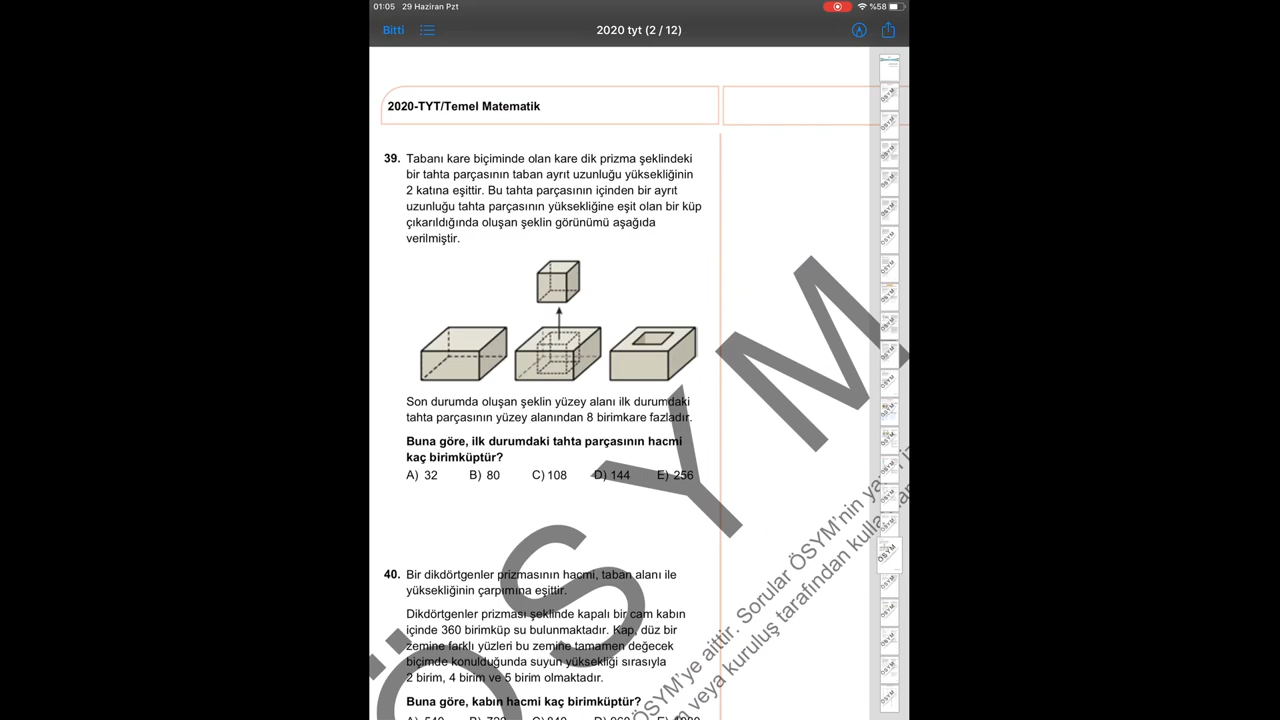 01:05 29 Haziran Pzt
%58
Bitti
2020 tyt (2 / 12)
2020-TYT/Temel Matematik
39. Tabanı kare biçiminde olan kare dik prizma şeklindeki
bir tahta parçasının taban ayrıt uzunluğu yüksekliğinin
2 katına eşittir. Bu tahta parçasının içinden bir ayrıt
uzunluğu tahta parçasının yüksekliğine eşit olan bir küp
çıkarıldığında oluşan şeklin görünümü aşağıda
verilmiştir.
Son durumda oluşan şeklin yüzey alanı ilk durumdaki
tahta parçasının yüzey alanından 8 birimkare fazladır.
Buna göre, ilk durumdaki tahta parçasının hacmi
kaç birimküptür?
A) 32 B) 80 C) 108 D) 144 E) 256
40. Bir dikdörtgenler prizmasının hacmi, taban alanı ile
yüksekliğinin çarpımına eşittir.
Dikdörtgenler prizması şeklinde kapalı bir cam kabın
içinde 360 birimküp su bulunmaktadır. Kap, düz bir
zemine farklı yüzleri bu zemine tamamen değecek
biçimde konulduğunda suyun yüksekliği sırasıyla
2 birim, 4 birim ve 5 birim olmaktadır.
Buna göre, kabın hacmi kaç birimküptür?
ÖSYM
ÖSYM'ye aittir. Sorular ÖSYM'nin
veya kuruluş tarafından